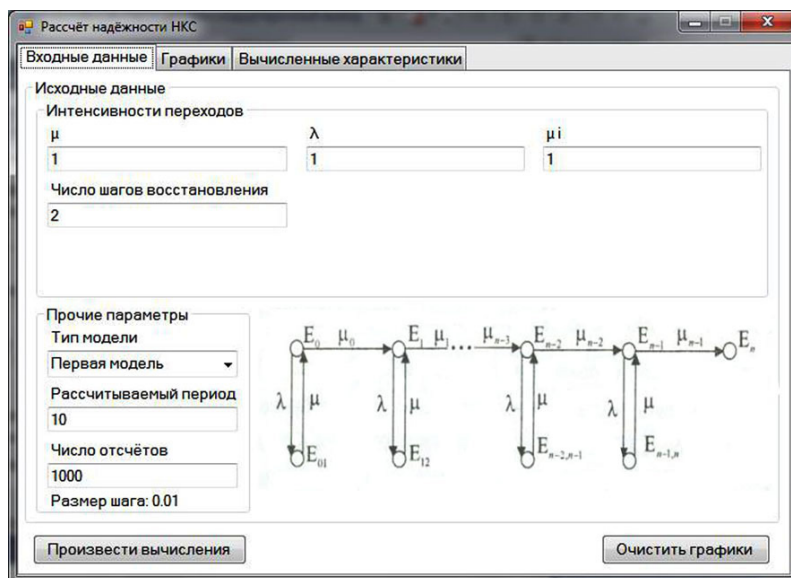 Рассчёт надёжности НКС
Входные данные Графики Вычисленные характеристики
Исходные данные
Интенсивности переходов
μ λ μi
1 1 1
Число шагов восстановления
2
Прочие параметры
Тип модели
Первая модель
Рассчитываемый период
10
Число отсчётов
1000
Размер шага: 0.01
E₀ μ₀ E₁ μ₁ ... μₙ₋₃ Eₙ₋₂ μₙ₋₂ Eₙ₋₁ μₙ₋₁ Eₙ
λ μ λ μ λ μ λ μ
E₀₁ E₁₂ Eₙ₋₂,ₙ₋₁ Eₙ₋₁,ₙ
Произвести вычисления Очистить графики